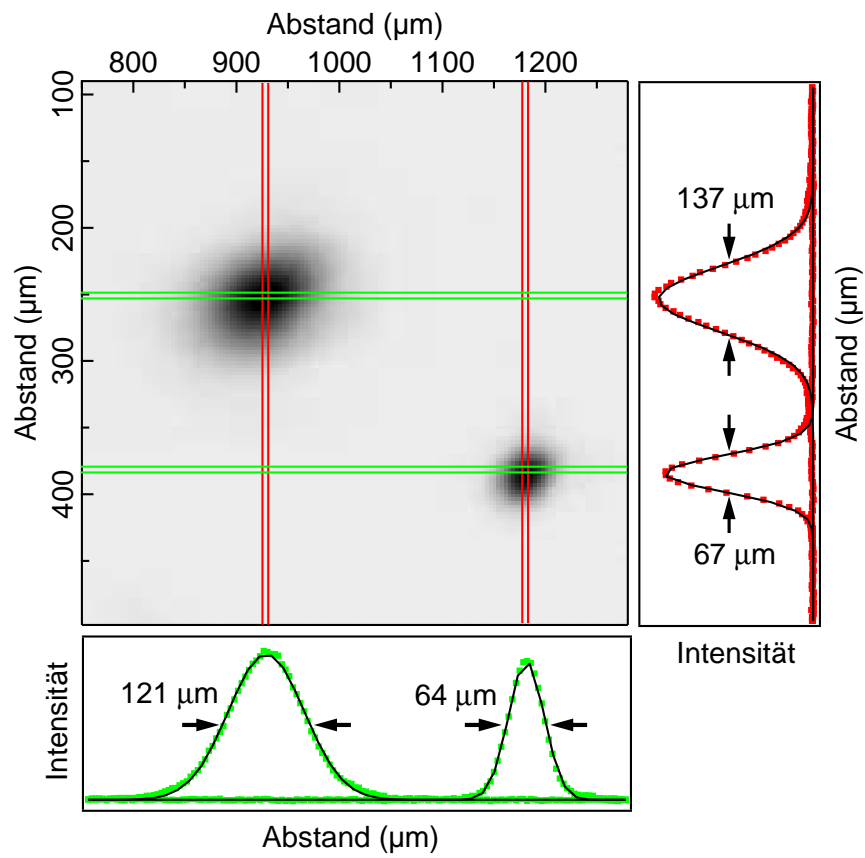 Abstand (µm)
800 900 1000 1100 1200
100
200
300
400
Abstand (µm)
137 µm
67 µm
Abstand (µm)
Intensität
121 µm
64 µm
Intensität
Abstand (µm)